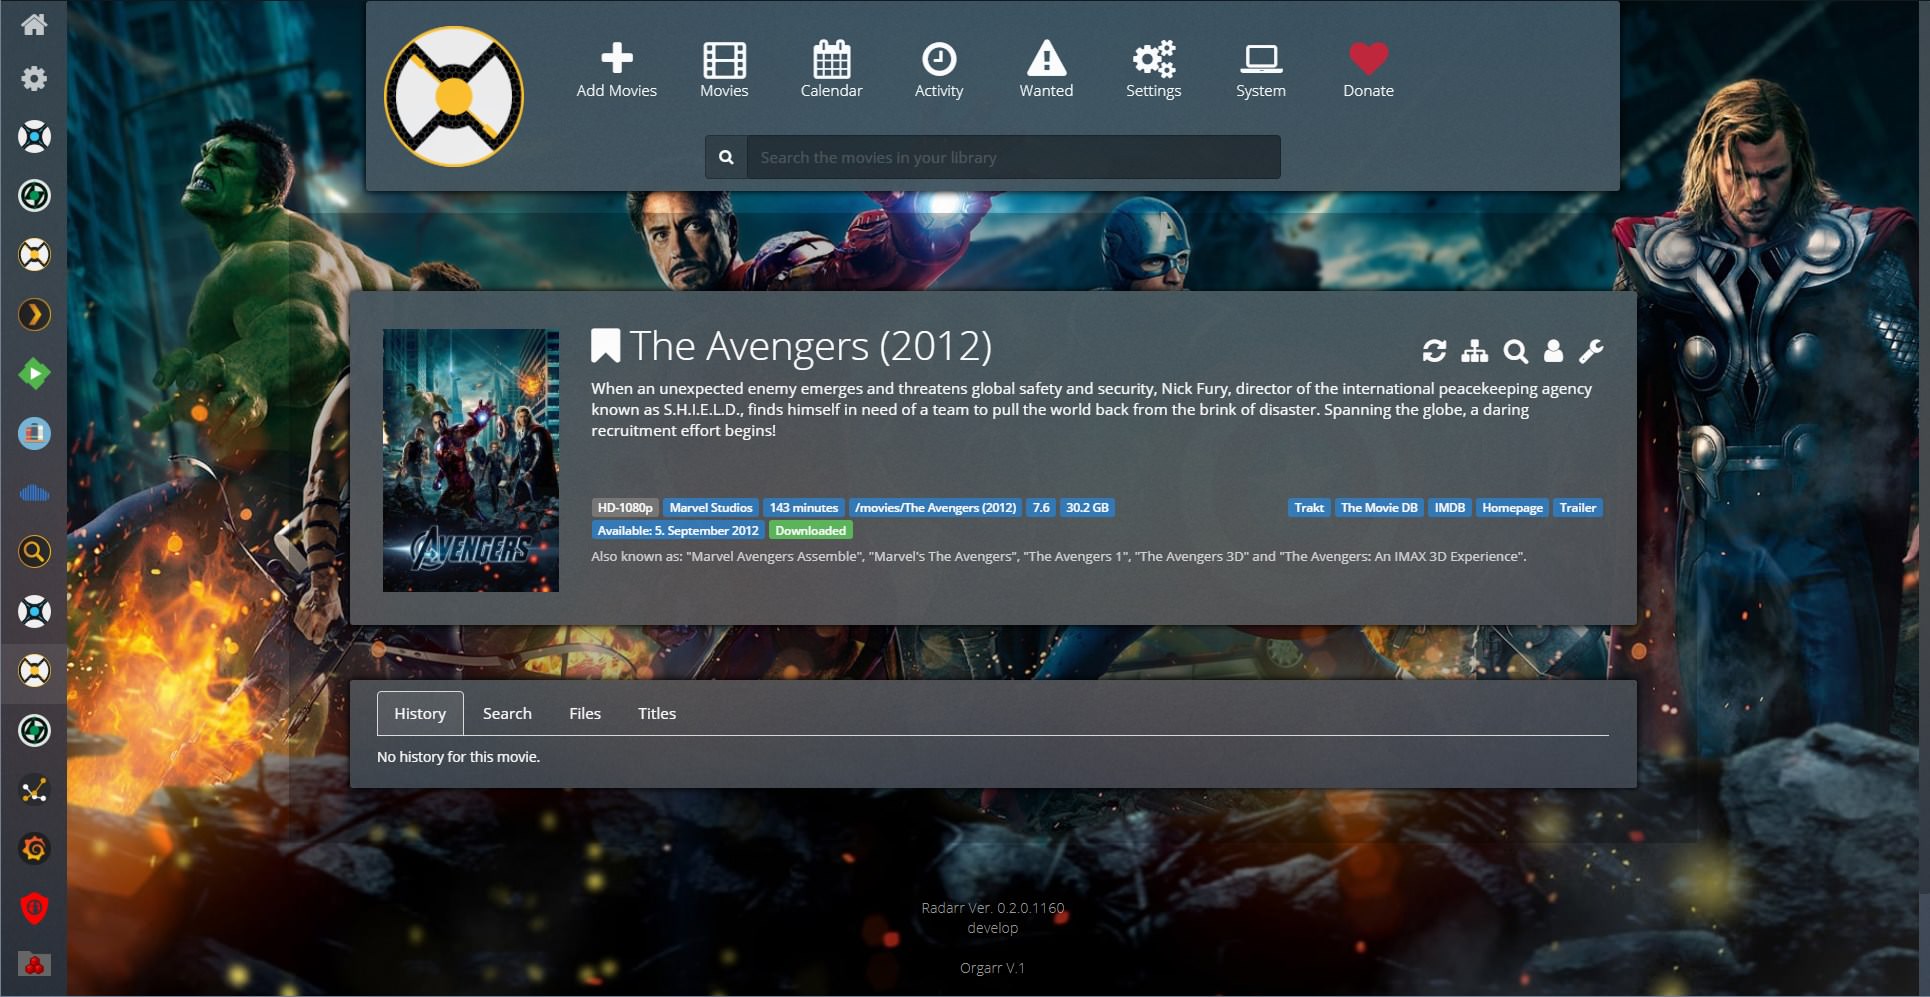 Add Movies
Movies
Calendar
Activity
Wanted
Settings
System
Donate
Search the movies in your library
The Avengers (2012)
When an unexpected enemy emerges and threatens global safety and security, Nick Fury, director of the international peacekeeping agency
known as S.H.I.E.L.D., finds himself in need of a team to pull the world back from the brink of disaster. Spanning the globe, a daring
recruitment effort begins!
HD-1080p Marvel Studios 143 minutes /movies/The Avengers (2012) 7.6 30.2 GB
Trakt The Movie DB IMDB Homepage Trailer
Available: 5. September 2012 Downloaded
Also known as: "Marvel Avengers Assemble", "Marvel's The Avengers", "The Avengers 1", "The Avengers 3D" and "The Avengers: An IMAX 3D Experience".
AVENGERS
History Search Files Titles
No history for this movie.
Radarr Ver. 0.2.0.1160
develop
Orgarr V.1